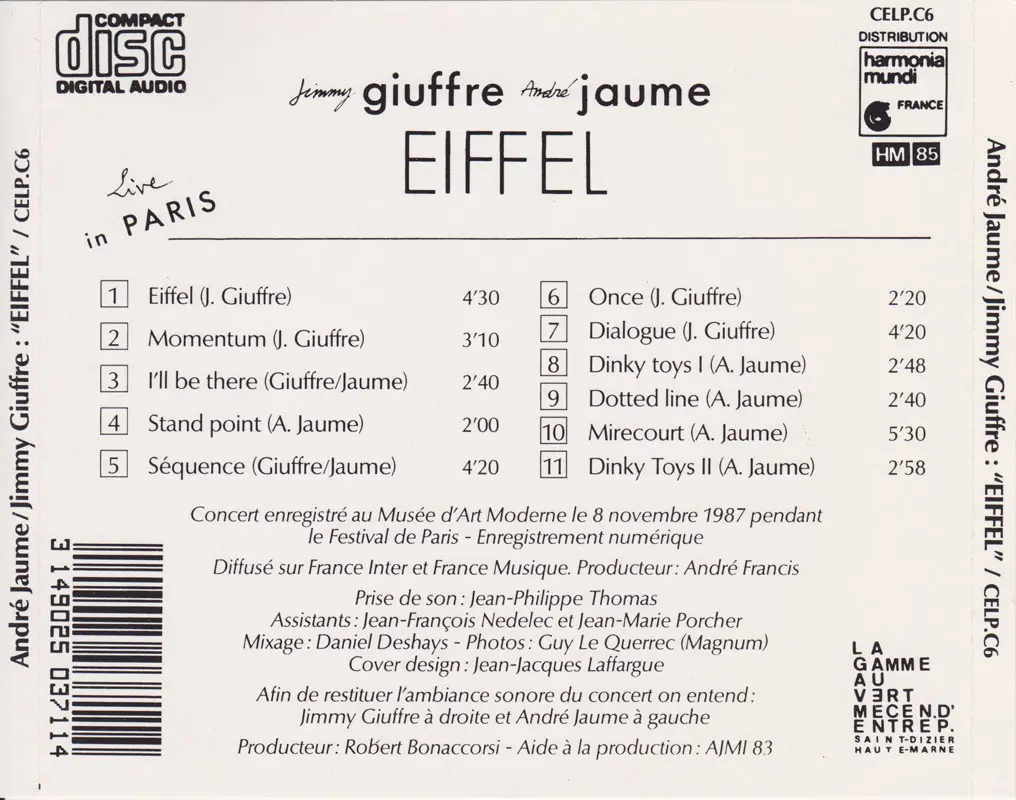 COMPACT
disc
DIGITAL AUDIO
CELP.C6
DISTRIBUTION
harmonia
mundi
FRANCE
HM 85
Jimmy giuffre André jaume
EIFFEL
Live
in PARIS
1 Eiffel (J. Giuffre) 4'30
2 Momentum (J. Giuffre) 3'10
3 I'll be there (Giuffre/Jaume) 2'40
4 Stand point (A. Jaume) 2'00
5 Séquence (Giuffre/Jaume) 4'20
6 Once (J. Giuffre) 2'20
7 Dialogue (J. Giuffre) 4'20
8 Dinky toys I (A. Jaume) 2'48
9 Dotted line (A. Jaume) 2'40
10 Mirecourt (A. Jaume) 5'30
11 Dinky Toys II (A. Jaume) 2'58
Concert enregistré au Musée d'Art Moderne le 8 novembre 1987 pendant
le Festival de Paris - Enregistrement numérique
Diffusé sur France Inter et France Musique. Producteur : André Francis
Prise de son : Jean-Philippe Thomas
Assistants : Jean-François Nedelec et Jean-Marie Porcher
Mixage : Daniel Deshays - Photos : Guy Le Querrec (Magnum)
Cover design : Jean-Jacques Laffargue
Afin de restituer l'ambiance sonore du concert on entend :
Jimmy Giuffre à droite et André Jaume à gauche
Producteur : Robert Bonaccorsi - Aide à la production : AJMI 83
3 149025 037114
LA
GAMME
AU
VERT
MECEN.D'
ENTREP.
SAINT-DIZIER
HAUTE-MARNE
André Jaume/Jimmy Giuffre : "EIFFEL" / CELP.C6
André Jaume/Jimmy Giuffre : "EIFFEL" / CELP.C6